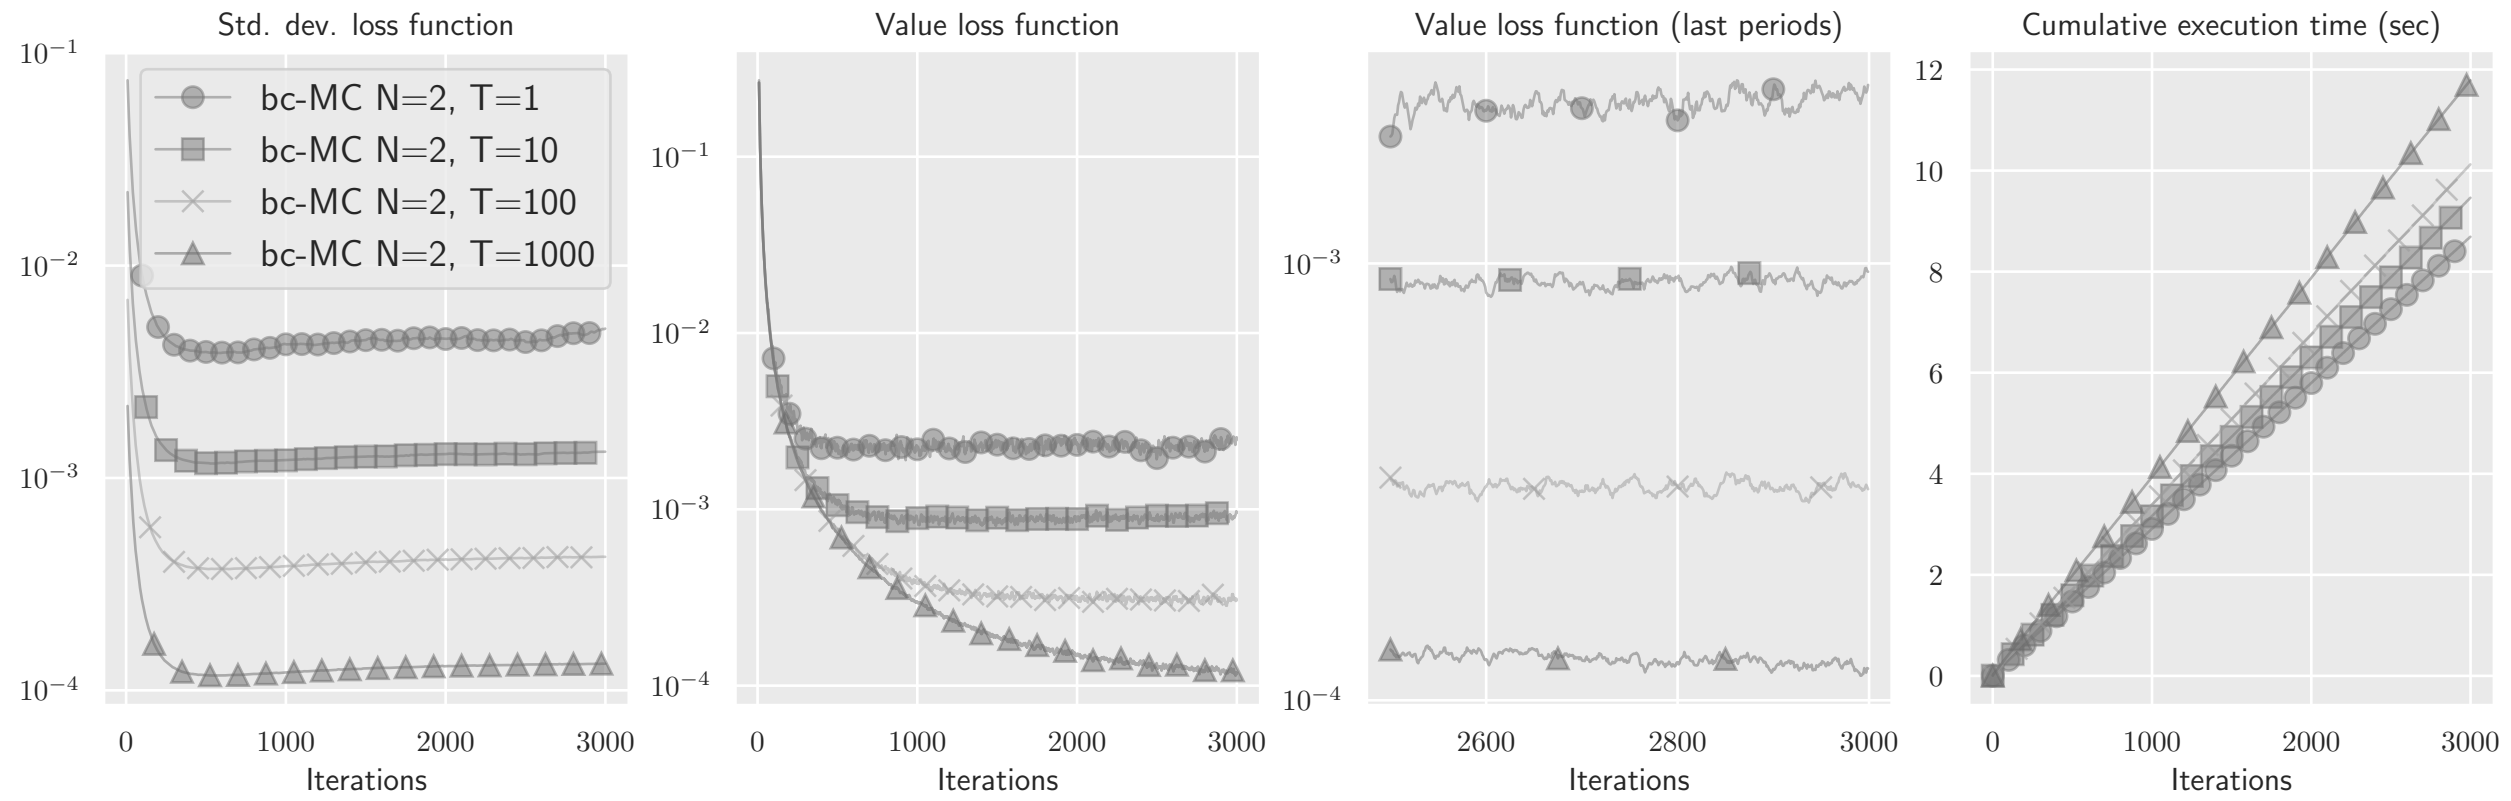 Std. dev. loss function
10⁻¹
10⁻²
10⁻³
10⁻⁴
bc-MC N=2, T=1
bc-MC N=2, T=10
bc-MC N=2, T=100
bc-MC N=2, T=1000
0 1000 2000 3000
Iterations
Value loss function
10⁻¹
10⁻²
10⁻³
10⁻⁴
0 1000 2000 3000
Iterations
Value loss function (last periods)
10⁻³
10⁻⁴
2600 2800 3000
Iterations
Cumulative execution time (sec)
12
10
8
6
4
2
0
0 1000 2000 3000
Iterations